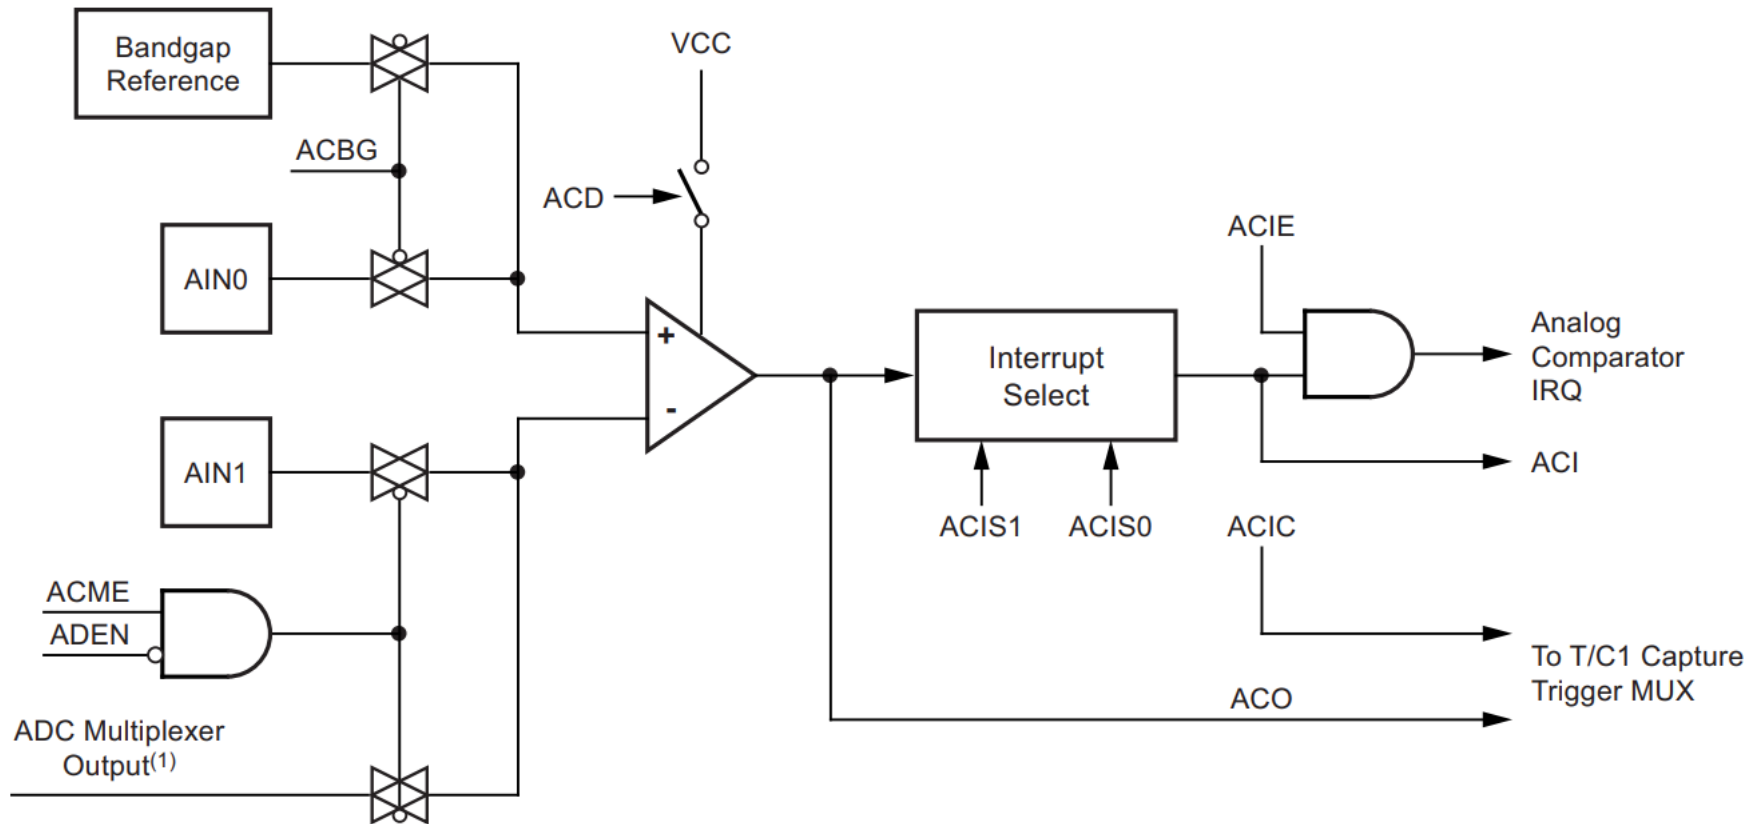 Bandgap
Reference
VCC
ACBG
ACD
ACIE
AIN0
+
-
Interrupt
Select
Analog
Comparator
IRQ
AIN1
ACI
ACIS1
ACIS0
ACIC
ACME
ADEN
To T/C1 Capture
Trigger MUX
ACO
ADC Multiplexer
Output(1)